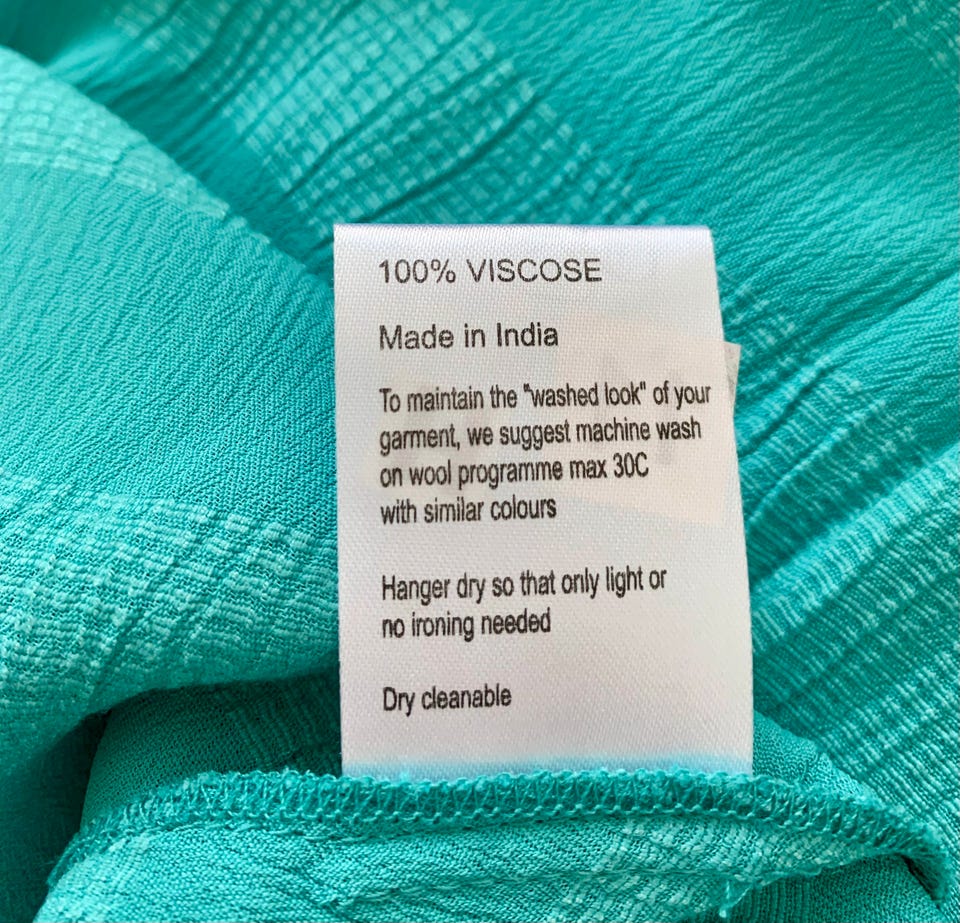 100% VISCOSE
Made in India
To maintain the "washed look" of your
garment, we suggest machine wash
on wool programme max 30C
with similar colours
Hanger dry so that only light or
no ironing needed
Dry cleanable